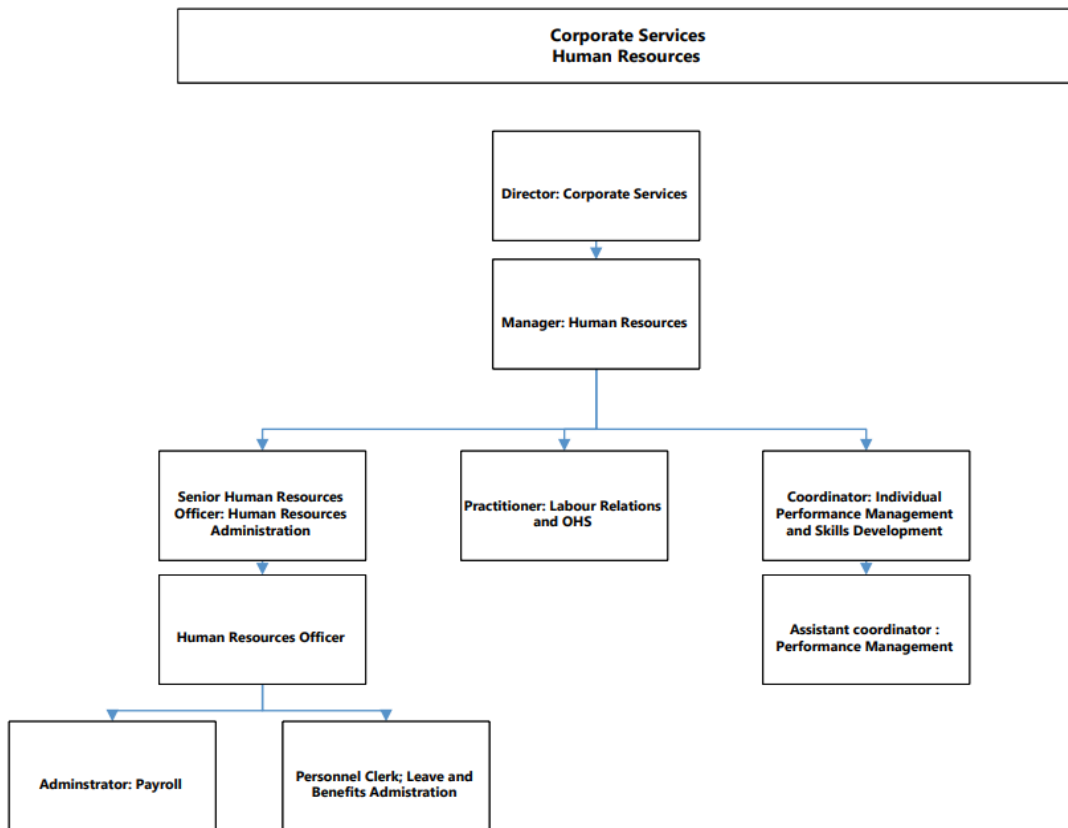 Corporate Services
Human Resources
Director: Corporate Services
Manager: Human Resources
Senior Human Resources
Officer: Human Resources
Administration
Practitioner: Labour Relations
and OHS
Coordinator: Individual
Performance Management
and Skills Development
Human Resources Officer
Assistant coordinator :
Performance Management
Adminstrator: Payroll
Personnel Clerk; Leave and
Benefits Admistration